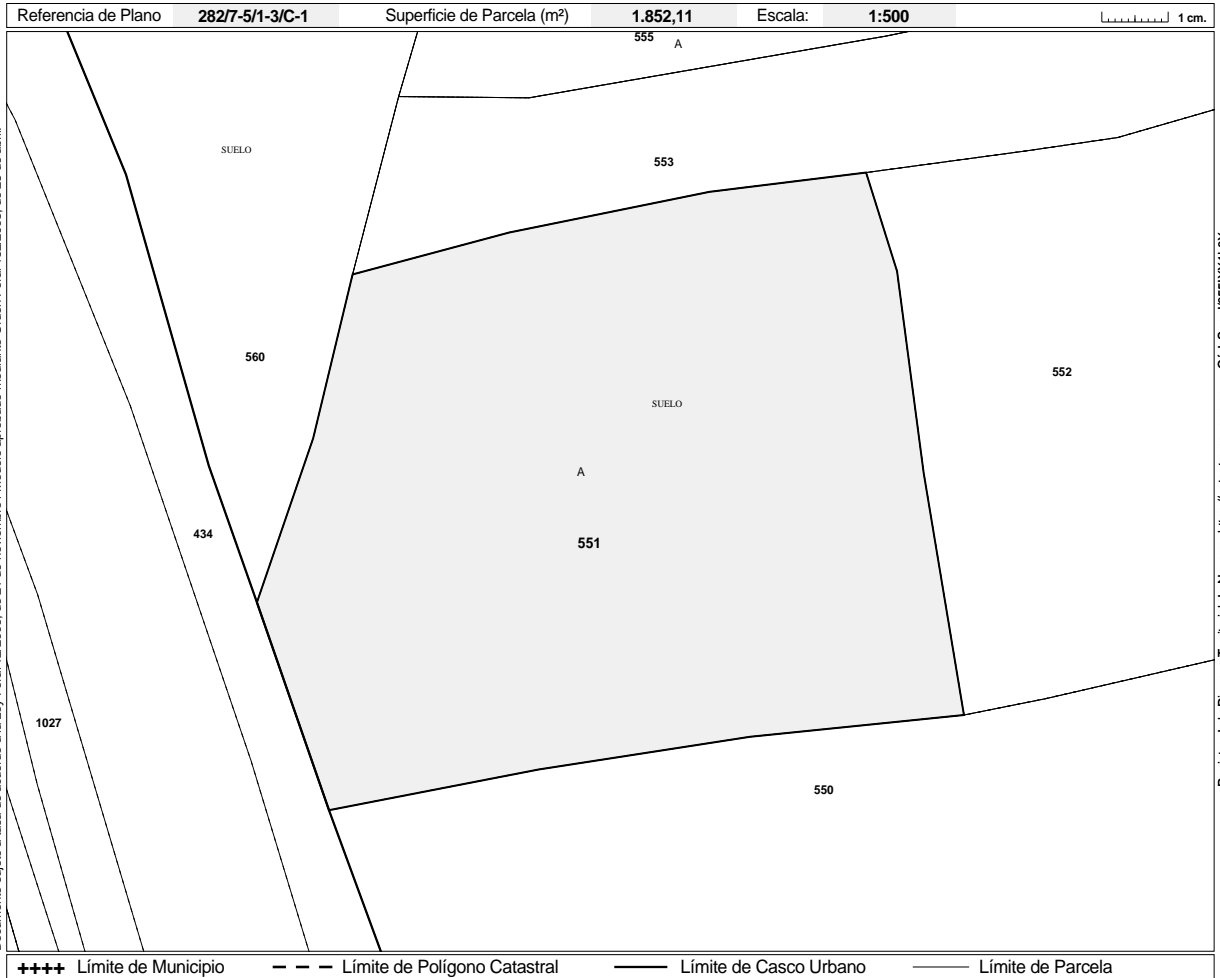 Referencia de Plano 282/7-5/1-3/C-1 Superficie de Parcela (m²) 1.852,11 Escala: 1:500 1 cm.
555 A
SUELO
553
560
552
SUELO
A
434
551
1027
550
Límite de Municipio Límite de Polígono Catastral Límite de Casco Urbano Límite de Parcela